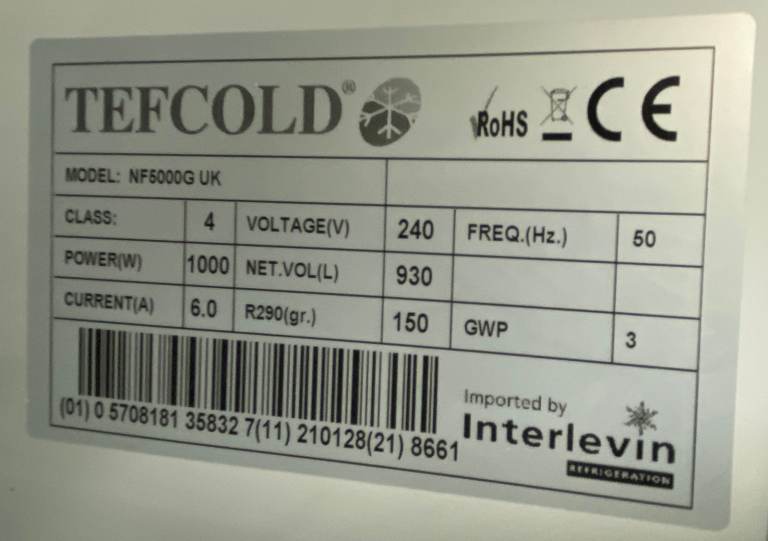 TEFCOLD®
RoHS CE
MODEL: NF5000G UK
CLASS: 4 VOLTAGE(V) 240 FREQ.(Hz.) 50
POWER(W) 1000 NET.VOL(L) 930
CURRENT(A) 6.0 R290(gr.) 150 GWP 3
(01) 0 5708181 35832 7(11) 210128(21) 8661
Imported by
Interlevin
REFRIGERATION